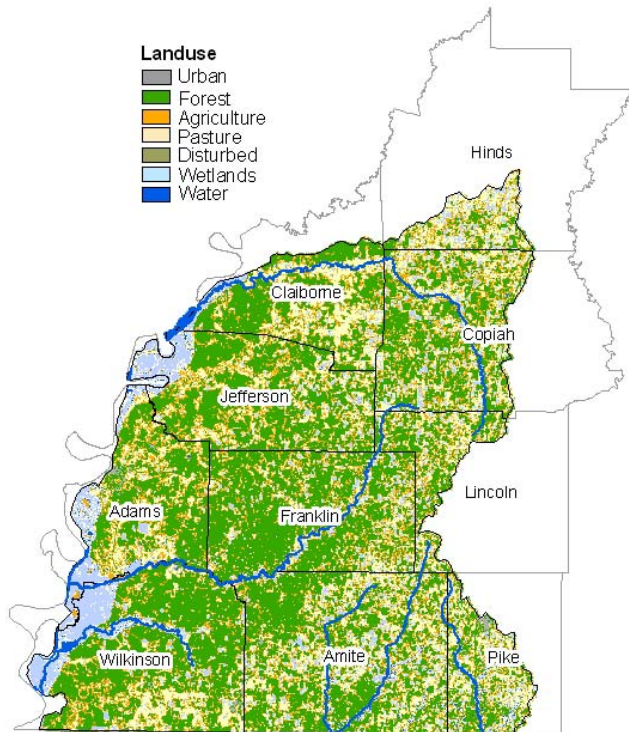 Landuse
Urban
Forest
Agriculture
Pasture
Disturbed
Wetlands
Water
Hinds
Claiborne
Copiah
Jefferson
Lincoln
Adams
Franklin
Wilkinson
Amite
Pike